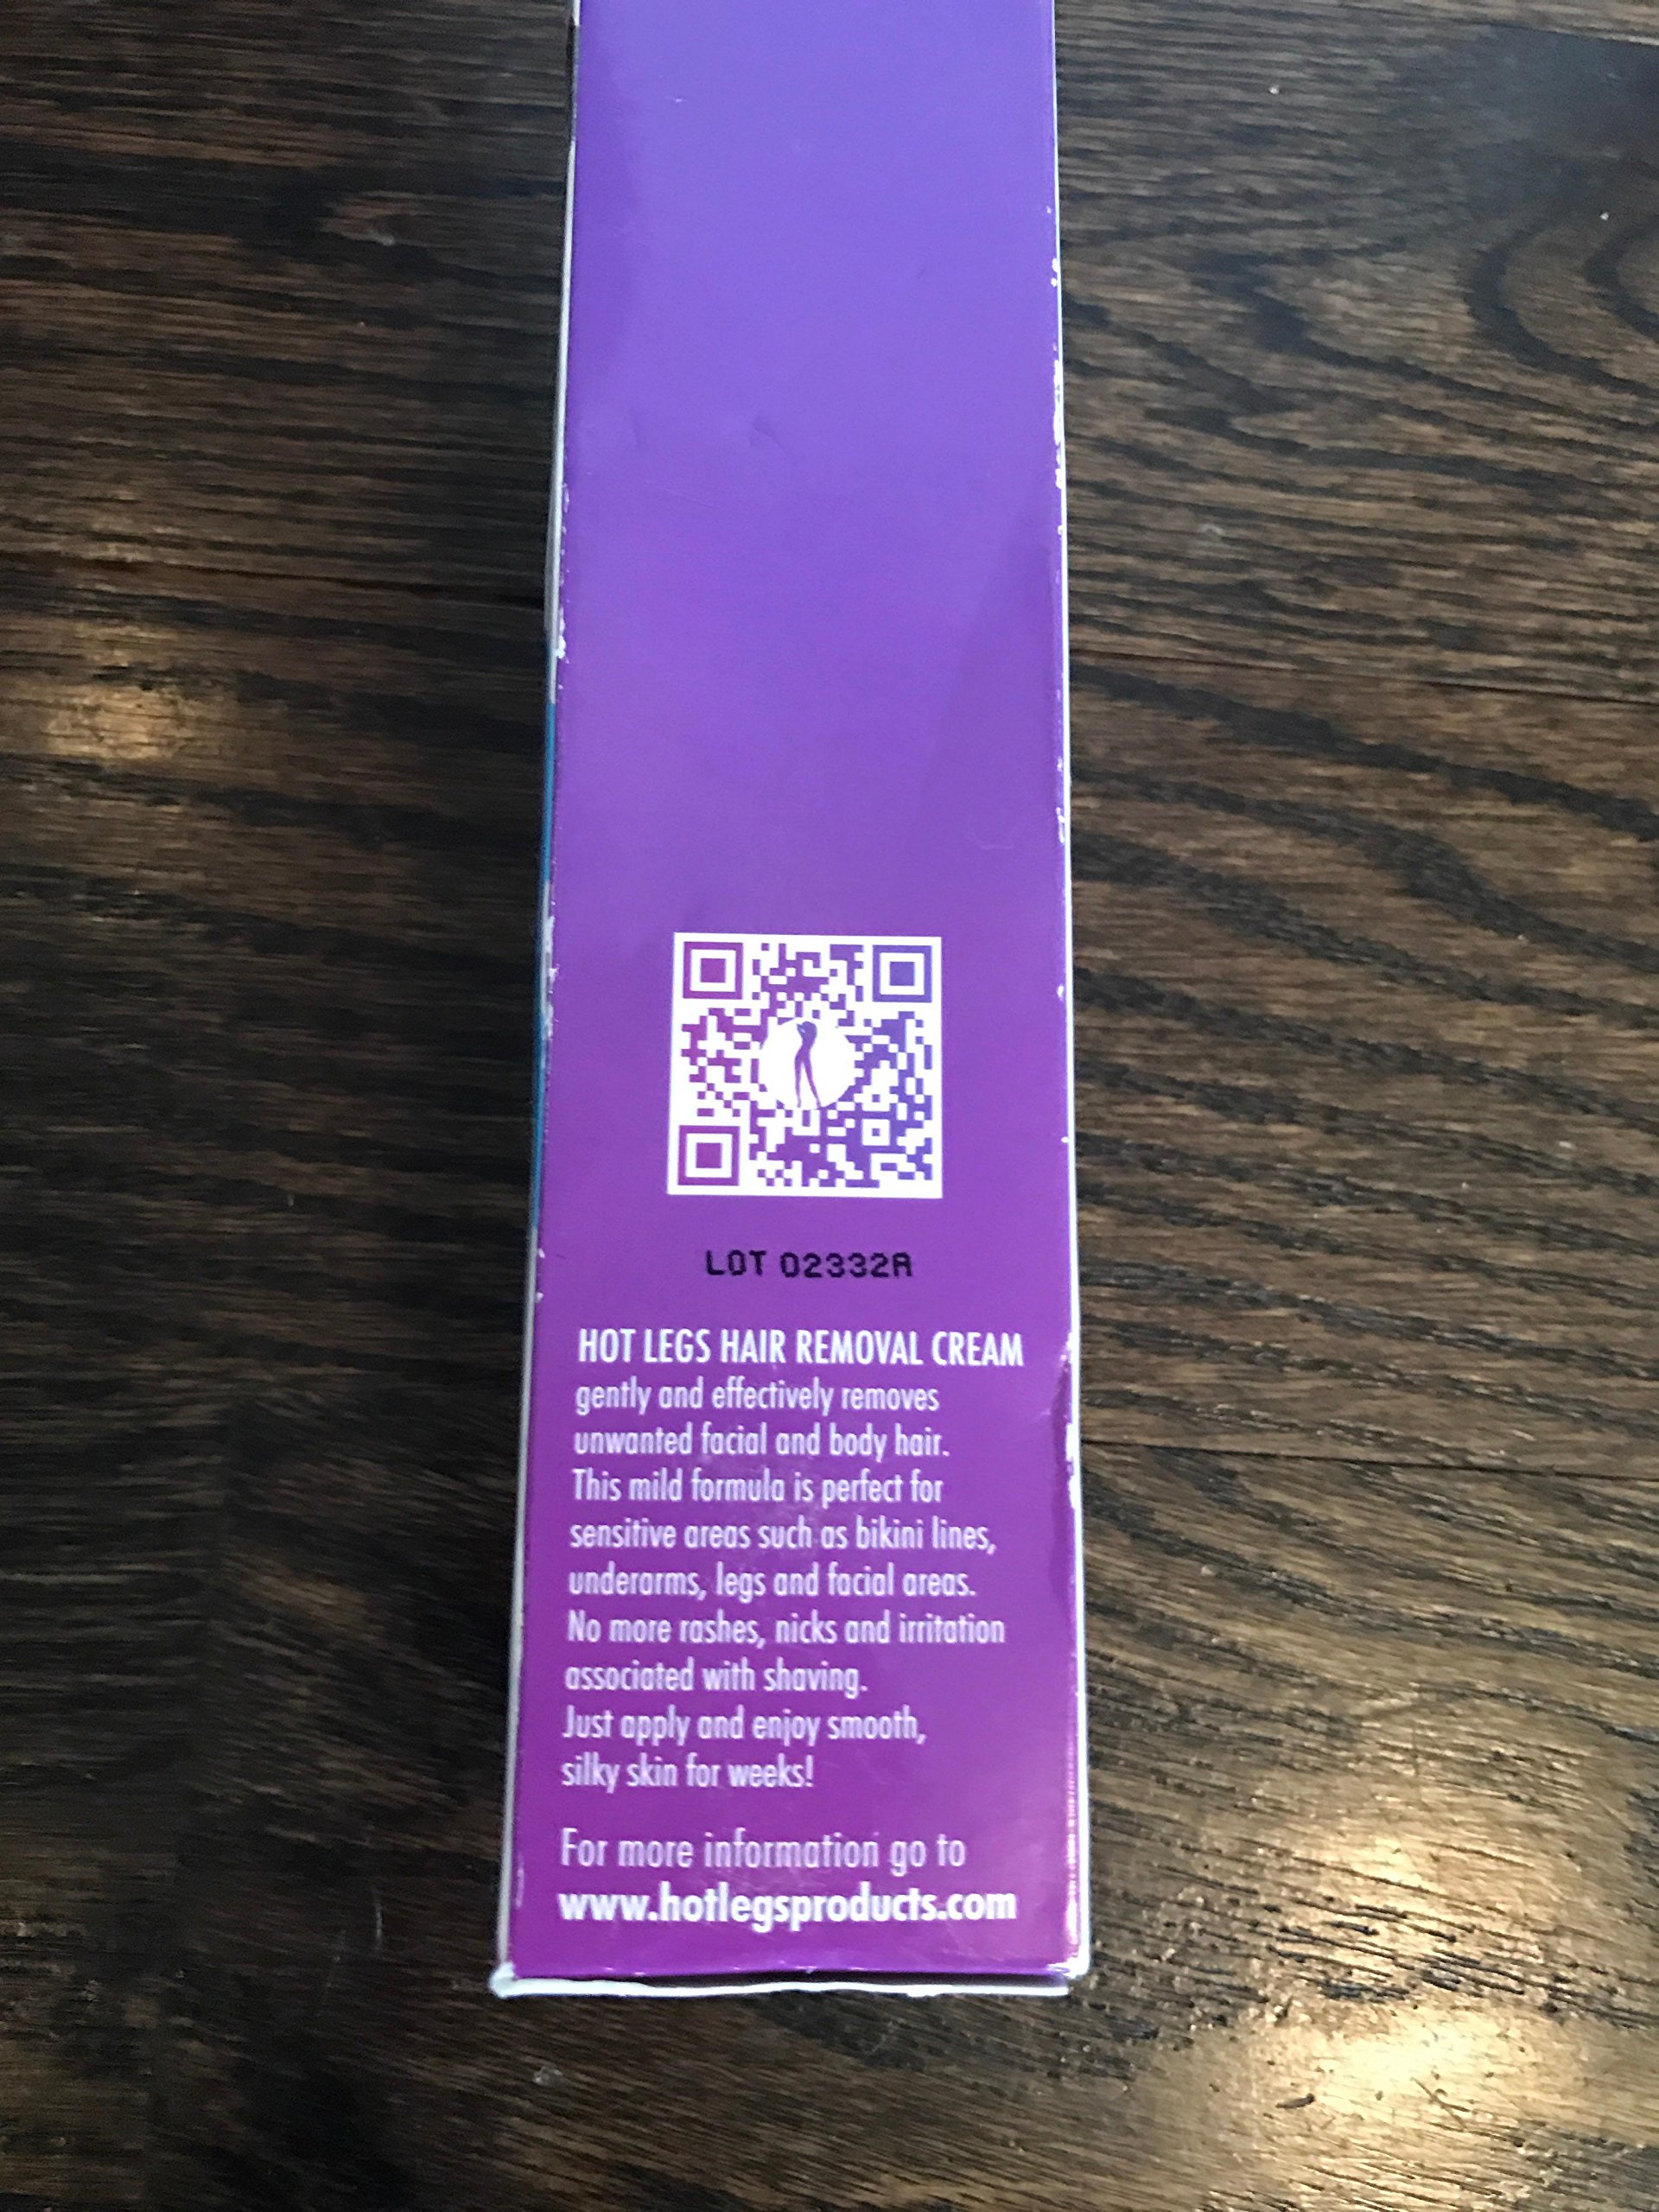 LOT 02332A
HOT LEGS HAIR REMOVAL CREAM
gently and effectively removes
unwanted facial and body hair.
This mild formula is perfect for
sensitive areas such as bikini lines,
underarms, legs and facial areas.
No more rashes, nicks and irritation
associated with shaving.
Just apply and enjoy smooth,
silky skin for weeks!
For more information go to
www.hotlegsproducts.com